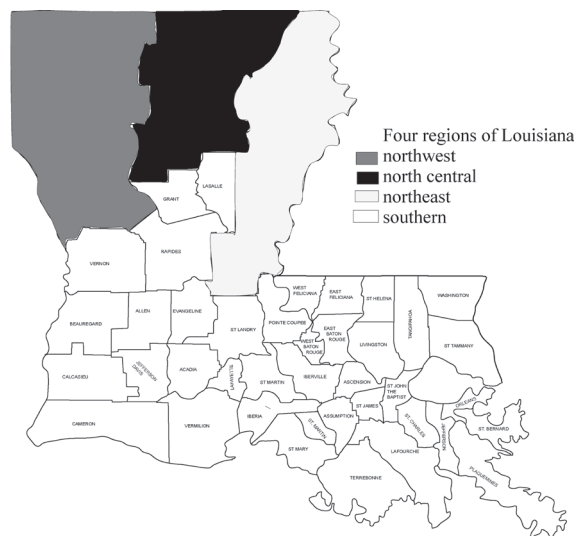 Four regions of Louisiana
northwest
north central
northeast
southern
GRANT
LASALLE
VERNON
RAPIDES
WEST
FELICIANA
EAST
FELICIANA
ST HELENA
TANGIPAHOA
WASHINGTON
BEAUREGARD
ALLEN
EVANGELINE
ST LANDRY
POINTE COUPEE
WEST
BATON
ROUGE
EAST
BATON
ROUGE
LIVINGSTON
ST TAMMANY
CALCASIEU
JEFFERSON
DAVIS
ACADIA
LAFAYETTE
ST MARTIN
IBERVILLE
ASCENSION
ST JOHN
THE
BAPTIST
ORLEANS
CAMERON
VERMILION
IBERIA
ST MARTIN
ASSUMPTION
ST JAMES
ST. CHARLES
JEFFERSON
ST. BERNARD
ST MARY
LAFOURCHE
TERREBONNE
PLAQUEMINES